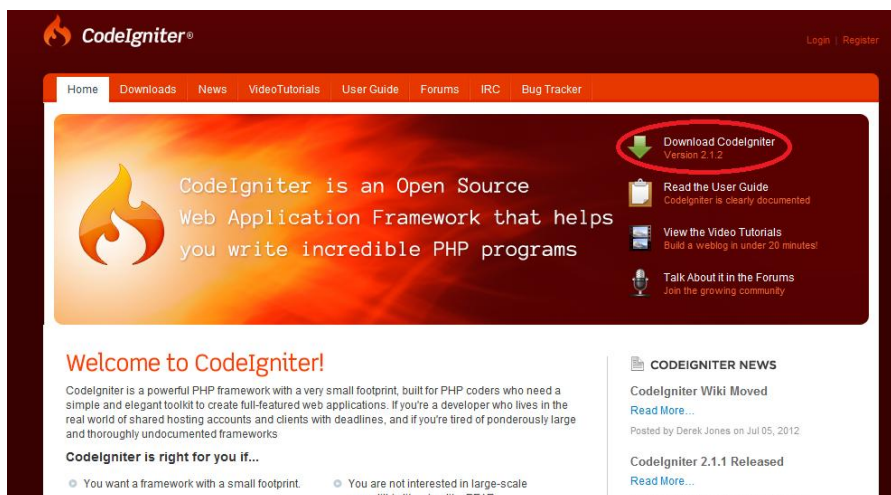 CodeIgniter®
Login | Register
Home Downloads News VideoTutorials User Guide Forums IRC Bug Tracker
CodeIgniter is an Open Source
Web Application Framework that helps
you write incredible PHP programs
Download CodeIgniter
Version 2.1.2
Read the User Guide
CodeIgniter is clearly documented
View the Video Tutorials
Build a weblog in under 20 minutes!
Talk About it in the Forums
Join the growing community
Welcome to CodeIgniter!
CodeIgniter is a powerful PHP framework with a very small footprint, built for PHP coders who need a
simple and elegant toolkit to create full-featured web applications. If you're a developer who lives in the
real world of shared hosting accounts and clients with deadlines, and if you're tired of ponderously large
and thoroughly undocumented frameworks
CodeIgniter is right for you if...
You want a framework with a small footprint.
You are not interested in large-scale
CODEIGNITER NEWS
CodeIgniter Wiki Moved
Read More...
Posted by Derek Jones on Jul 05, 2012
CodeIgniter 2.1.1 Released
Read More...